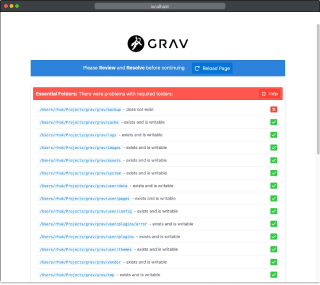 localhost
GRAV
Please Review and Resolve before continuing
Reload Page
Essential Folders: There were problems with required folders:
Help
/Users/rhuk/Projects/grav/grav/backup - does not exist
/Users/rhuk/Projects/grav/grav/cache - exists and is writable
/Users/rhuk/Projects/grav/grav/logs - exists and is writable
/Users/rhuk/Projects/grav/grav/images - exists and is writable
/Users/rhuk/Projects/grav/grav/assets - exists and is writable
/Users/rhuk/Projects/grav/grav/system - exists and is writable
/Users/rhuk/Projects/grav/grav/user/data - exists and is writable
/Users/rhuk/Projects/grav/grav/user/pages - exists and is writable
/Users/rhuk/Projects/grav/grav/user/config - exists and is writable
/Users/rhuk/Projects/grav/grav/user/plugins/error - exists and is writable
/Users/rhuk/Projects/grav/grav/user/plugins - exists and is writable
/Users/rhuk/Projects/grav/grav/user/themes - exists and is writable
/Users/rhuk/Projects/grav/grav/vendor - exists and is writable
/Users/rhuk/Projects/grav/grav/tmp - exists and is writable